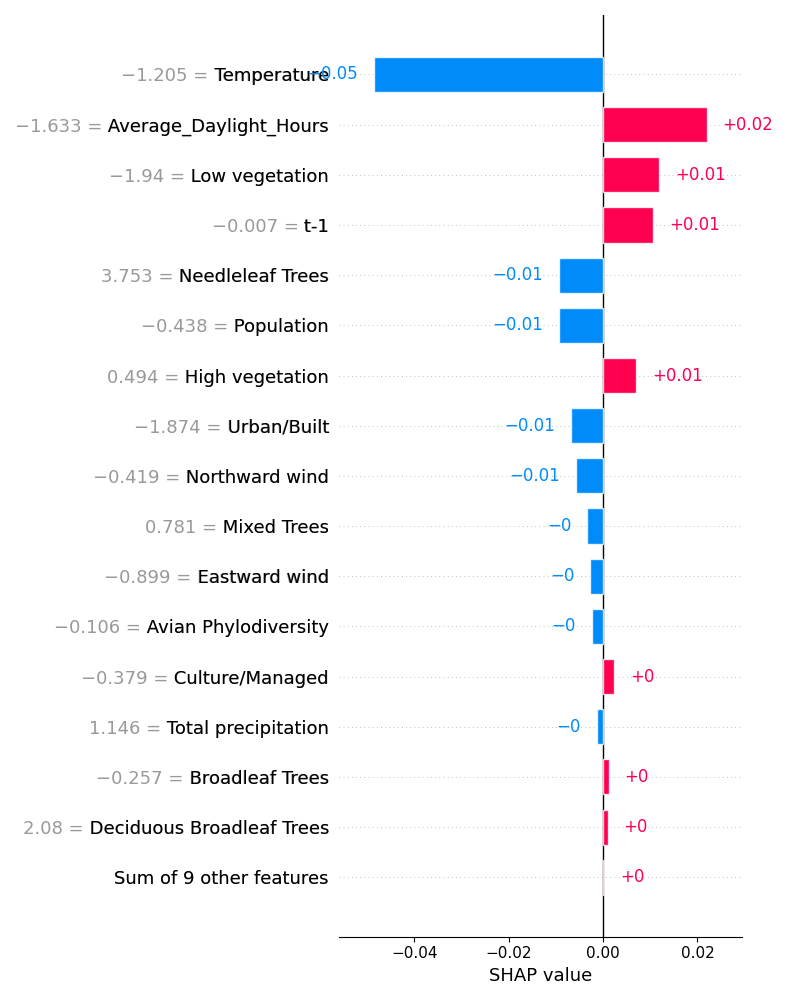 −1.205 = Temperature −0.05
−1.633 = Average_Daylight_Hours +0.02
−1.94 = Low vegetation +0.01
−0.007 = t-1 +0.01
3.753 = Needleleaf Trees −0.01
−0.438 = Population −0.01
0.494 = High vegetation +0.01
−1.874 = Urban/Built −0.01
−0.419 = Northward wind −0.01
0.781 = Mixed Trees −0
−0.899 = Eastward wind −0
−0.106 = Avian Phylodiversity −0
−0.379 = Culture/Managed +0
1.146 = Total precipitation −0
−0.257 = Broadleaf Trees +0
2.08 = Deciduous Broadleaf Trees +0
Sum of 9 other features +0
−0.04 −0.02 0.00 0.02
SHAP value